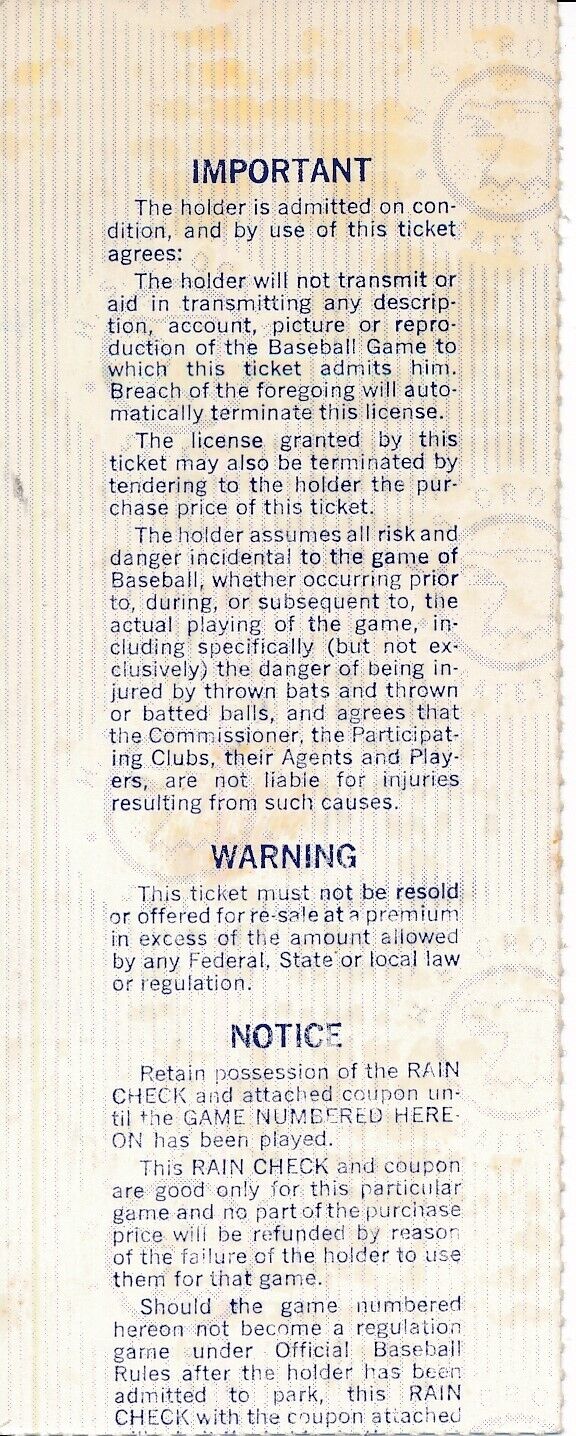 IMPORTANT
The holder is admitted on con-
dition, and by use of this ticket
agrees:
The holder will not transmit or
aid in transmitting any descrip-
tion, account, picture or repro-
duction of the Baseball Game to
which this ticket admits him.
Breach of the foregoing will auto-
matically terminate this license.
The license granted by this
ticket may also be terminated by
tendering to the holder the pur-
chase price of this ticket.
The holder assumes all risk and
danger incidental to the game of
Baseball, whether occurring prior
to, during, or subsequent to, the
actual playing of the game, in-
cluding specifically (but not ex-
clusively) the danger of being in-
jured by thrown bats and thrown
or batted balls, and agrees that
the Commissioner, the Participat-
ing Clubs, their Agents and Play-
ers, are not liable for injuries
resulting from such causes.
WARNING
This ticket must not be resold
or offered for re-sale at a premium
in excess of the amount allowed
by any Federal, State or local law
or regulation.
NOTICE
Retain possession of the RAIN
CHECK and attached coupon un-
til the GAME NUMBERED HERE-
ON has been played.
This RAIN CHECK and coupon
are good only for this particular
game and no part of the purchase
price will be refunded by reason
of the failure of the holder to use
them for that game.
Should the game numbered
hereon not become a regulation
game under Official Baseball
Rules after the holder has been
admitted to park, this RAIN
CHECK with the coupon attached